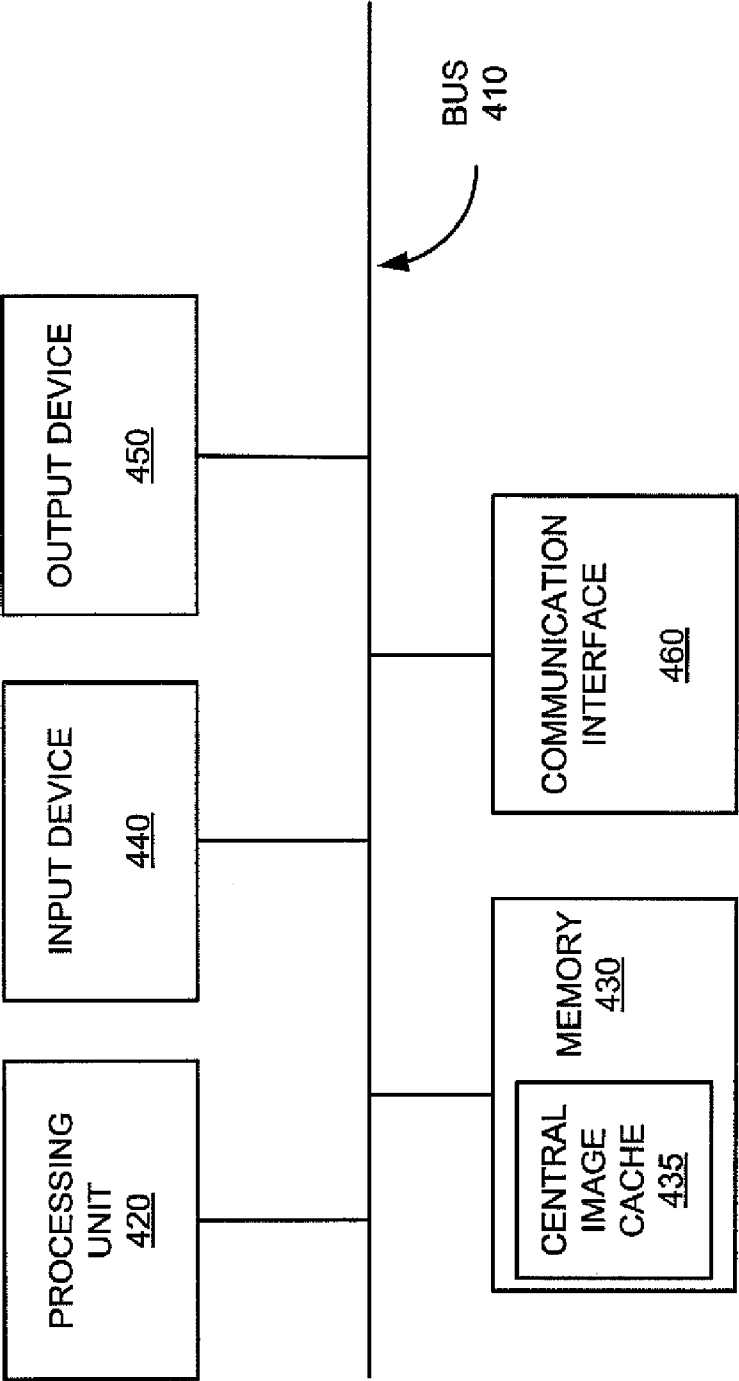 PROCESSING
UNIT
420
INPUT DEVICE
440
OUTPUT DEVICE
450
BUS
410
CENTRAL
IMAGE
CACHE
435
MEMORY
430
COMMUNICATION
INTERFACE
460